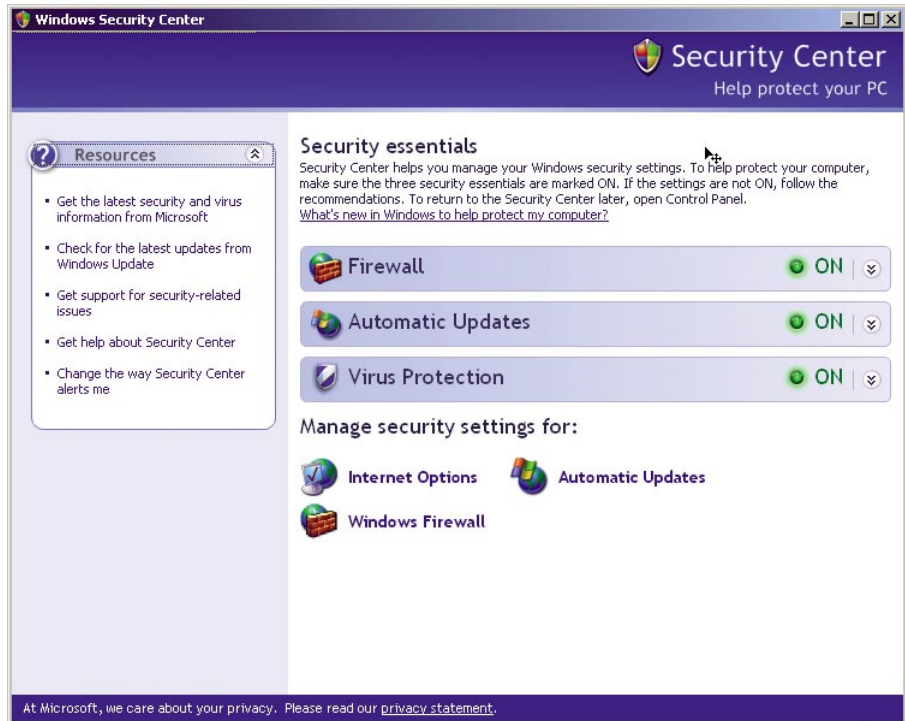 Windows Security Center
Security Center
Help protect your PC
Resources
Get the latest security and virus
information from Microsoft
Check for the latest updates from
Windows Update
Get support for security-related
issues
Get help about Security Center
Change the way Security Center
alerts me
Security essentials
Security Center helps you manage your Windows security settings. To help protect your computer,
make sure the three security essentials are marked ON. If the settings are not ON, follow the
recommendations. To return to the Security Center later, open Control Panel.
What's new in Windows to help protect my computer?
Firewall ON
Automatic Updates ON
Virus Protection ON
Manage security settings for:
Internet Options Automatic Updates
Windows Firewall
At Microsoft, we care about your privacy. Please read our privacy statement.